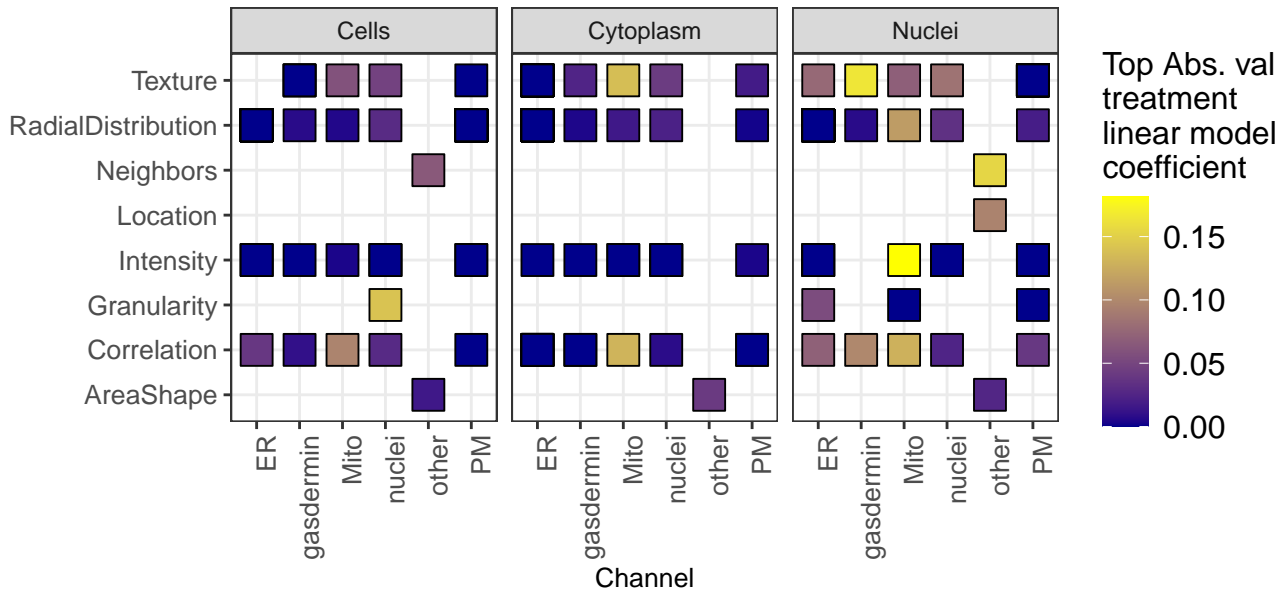 Cells
Cytoplasm
Nuclei
Texture
RadialDistribution
Neighbors
Location
Intensity
Granularity
Correlation
AreaShape
ER
gasdermin
Mito
nuclei
other
PM
ER
gasdermin
Mito
nuclei
other
PM
ER
gasdermin
Mito
nuclei
other
PM
Channel
Top Abs. val
treatment
linear model
coefficient
0.15
0.10
0.05
0.00